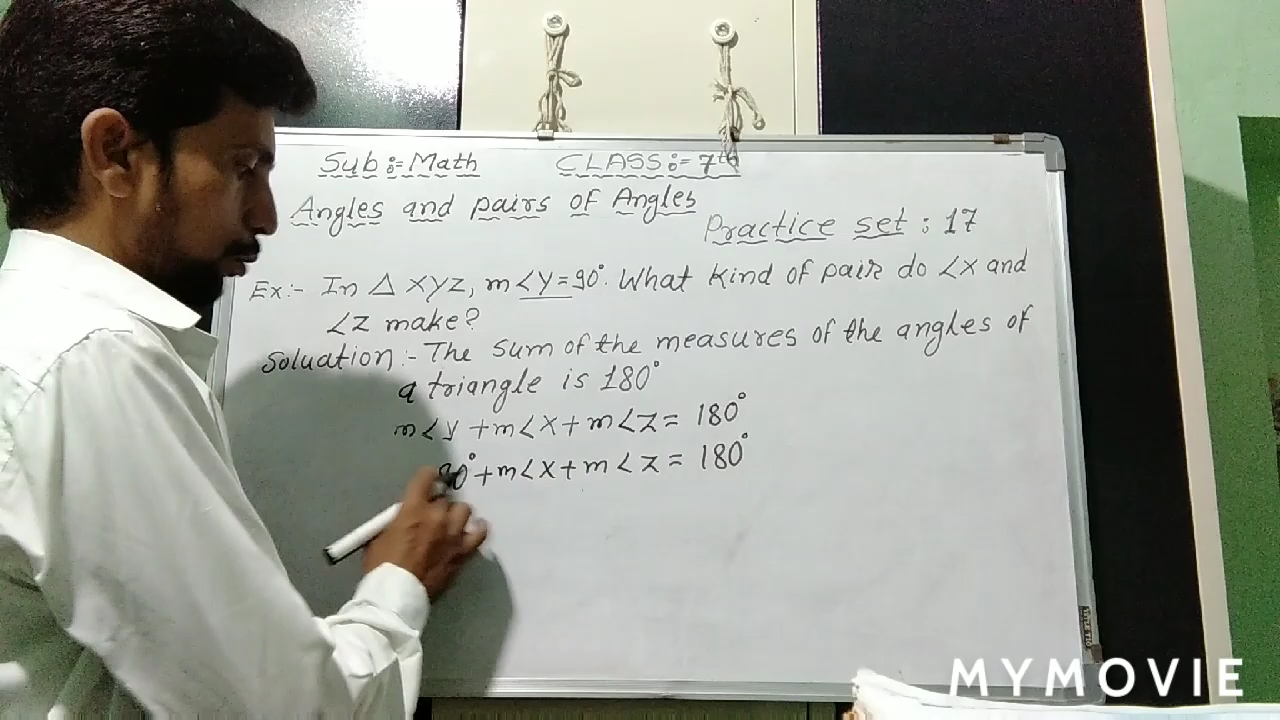 Sub:- Math CLASS:- 7th
Angles and pairs of Angles
Practice set : 17
Ex:- In △ XYZ, m∠Y=90°. What kind of pair do ∠X and
∠Z make?
Soluation:- The sum of the measures of the angles of
a triangle is 180°
m∠Y + m∠X + m∠Z = 180°
90° + m∠X + m∠Z = 180°
MYMOVIE